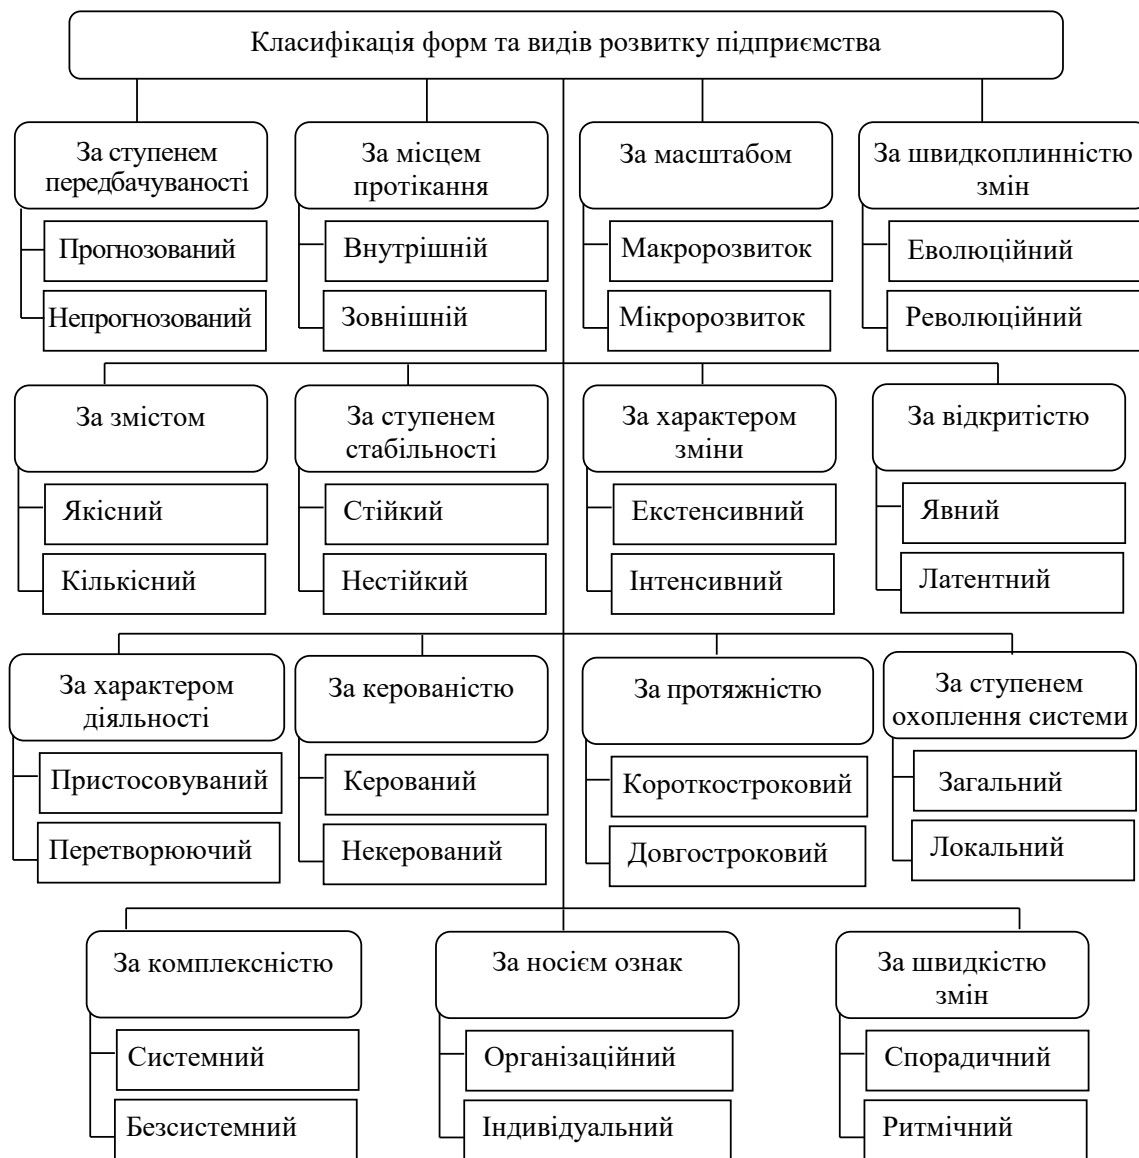 Класифікація форм та видів розвитку підприємства
За ступенем
передбачуваності
Прогнозований
Непрогнозований
За місцем
протікання
Внутрішній
Зовнішній
За масштабом
Макророзвиток
Мікророзвиток
За швидкоплинністю
змін
Еволюційний
Революційний
За змістом
Якісний
Кількісний
За ступенем
стабільності
Стійкий
Нестійкий
За характером
зміни
Екстенсивний
Інтенсивний
За відкритістю
Явний
Латентний
За характером
діяльності
Пристосовуваний
Перетворюючий
За керованістю
Керований
Некерований
За протяжністю
Короткостроковий
Довгостроковий
За ступенем
охоплення системи
Загальний
Локальний
За комплексністю
Системний
Безсистемний
За носієм ознак
Організаційний
Індивідуальний
За швидкістю
змін
Спорадичний
Ритмічний